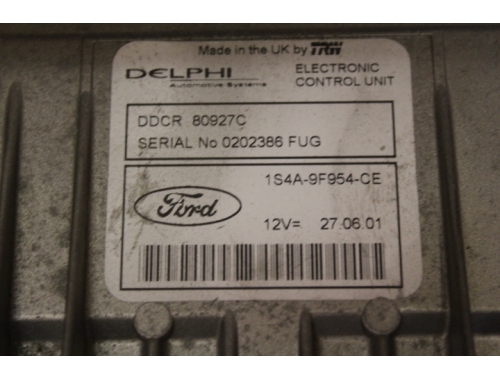 Made in the UK by TRW
DELPHI
Automotive Systems
ELECTRONIC
CONTROL UNIT
DDCR 80927C
SERIAL No 0202386 FUG
1S4A-9F954-CE
Ford
12V= 27.06.01